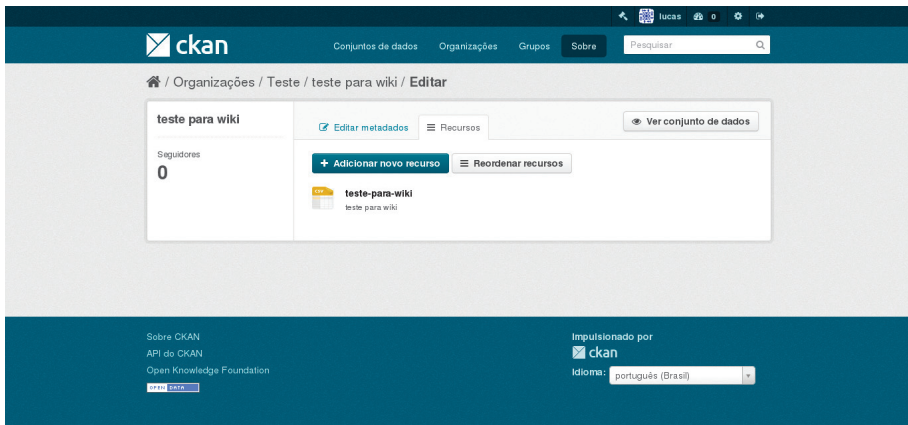 lucas 0
ckan
Conjuntos de dados Organizações Grupos Sobre Pesquisar
/ Organizações / Teste / teste para wiki / Editar
teste para wiki
Seguidores
0
Editar metadados Recursos Ver conjunto de dados
+ Adicionar novo recurso Reordenar recursos
CSV
teste-para-wiki
teste para wiki
Sobre CKAN
API do CKAN
Open Knowledge Foundation
OPEN DATA
Impulsionado por
ckan
Idioma: português (Brasil)